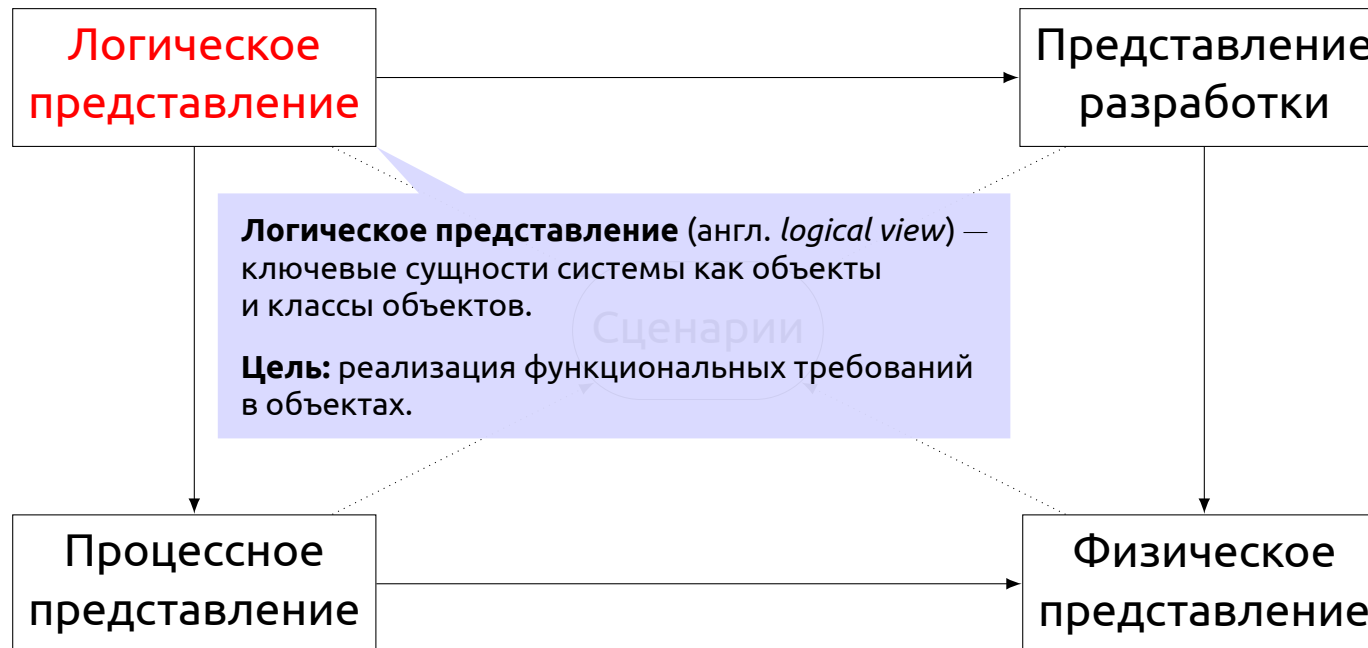 Логическое
представление
Представление
разработки
Логическое представление (англ. logical view) —
ключевые сущности системы как объекты
и классы объектов.
Сценарии
Цель: реализация функциональных требований
в объектах.
Процессное
представление
Физическое
представление